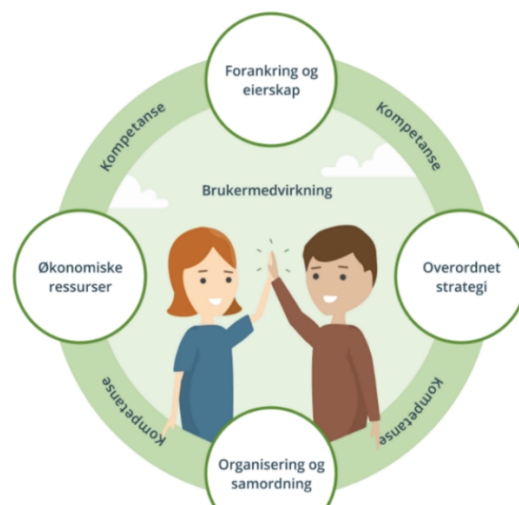 Forankring og
eierskap
Kompetanse
Kompetanse
Brukermedvirkning
Økonomiske
ressurser
Overordnet
strategi
Kompetanse
Kompetanse
Organisering og
samordning